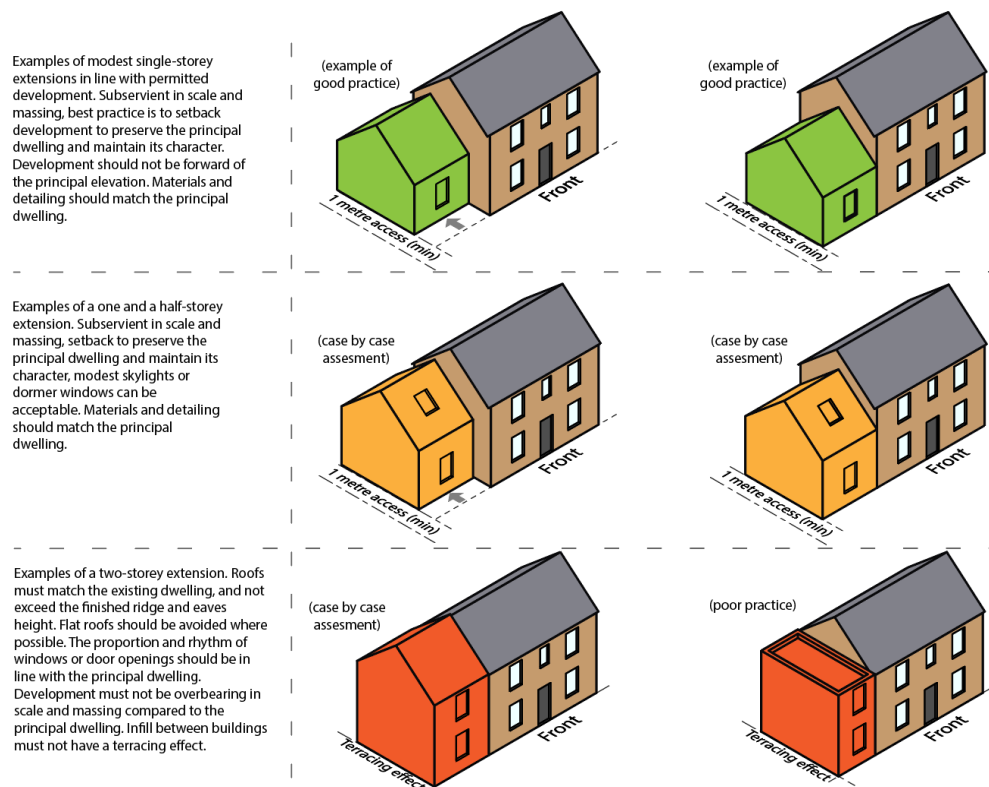 Examples of modest single-storey
extensions in line with permitted
development. Subservient in scale and
massing, best practice is to setback
development to preserve the principal
dwelling and maintain its character.
Development should not be forward of
the principal elevation. Materials and
detailing should match the principal
dwelling.
(example of
good practice)
1 metre access (min)
Front
(example of
good practice)
1 metre access (min)
Front
Examples of a one and a half-storey
extension. Subservient in scale and
massing, setback to preserve the
principal dwelling and maintain its
character, modest skylights or
dormer windows can be
acceptable. Materials and detailing
should match the principal
dwelling.
(case by case
assesment)
1 metre access (min)
Front
(case by case
assesment)
1 metre access (min)
Front
Examples of a two-storey extension. Roofs
must match the existing dwelling, and not
exceed the finished ridge and eaves
height. Flat roofs should be avoided where
possible. The proportion and rhythm of
windows or door openings should be in
line with the principal dwelling.
Development must not be overbearing in
scale and massing compared to the
principal dwelling. Infill between buildings
must not have a terracing effect.
(case by case
assesment)
Terracing effect
Front
(poor practice)
Terracing effect
Front